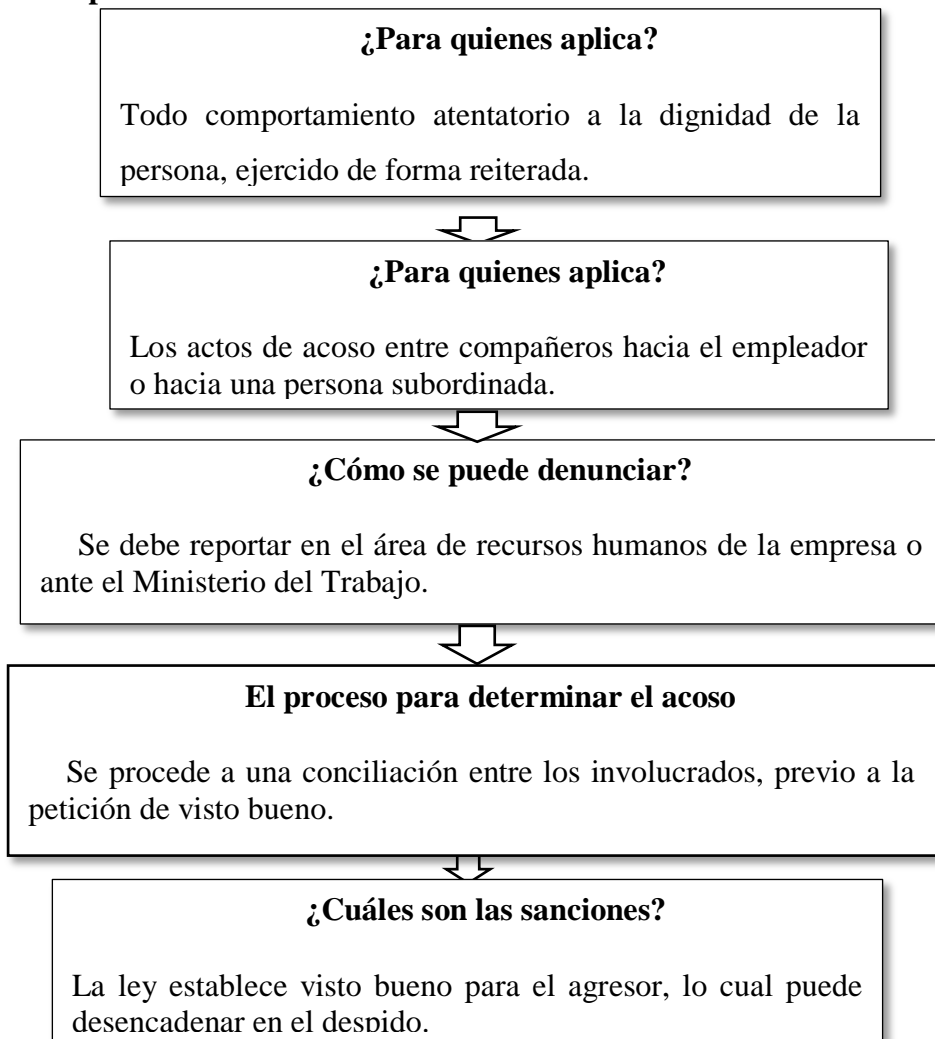 ¿Para quienes aplica?
Todo comportamiento atentatorio a la dignidad de la
persona, ejercido de forma reiterada.
¿Para quienes aplica?
Los actos de acoso entre compañeros hacia el empleador
o hacia una persona subordinada.
¿Cómo se puede denunciar?
Se debe reportar en el área de recursos humanos de la empresa o
ante el Ministerio del Trabajo.
El proceso para determinar el acoso
Se procede a una conciliación entre los involucrados, previo a la
petición de visto bueno.
¿Cuáles son las sanciones?
La ley establece visto bueno para el agresor, lo cual puede
desencadenar en el despido.